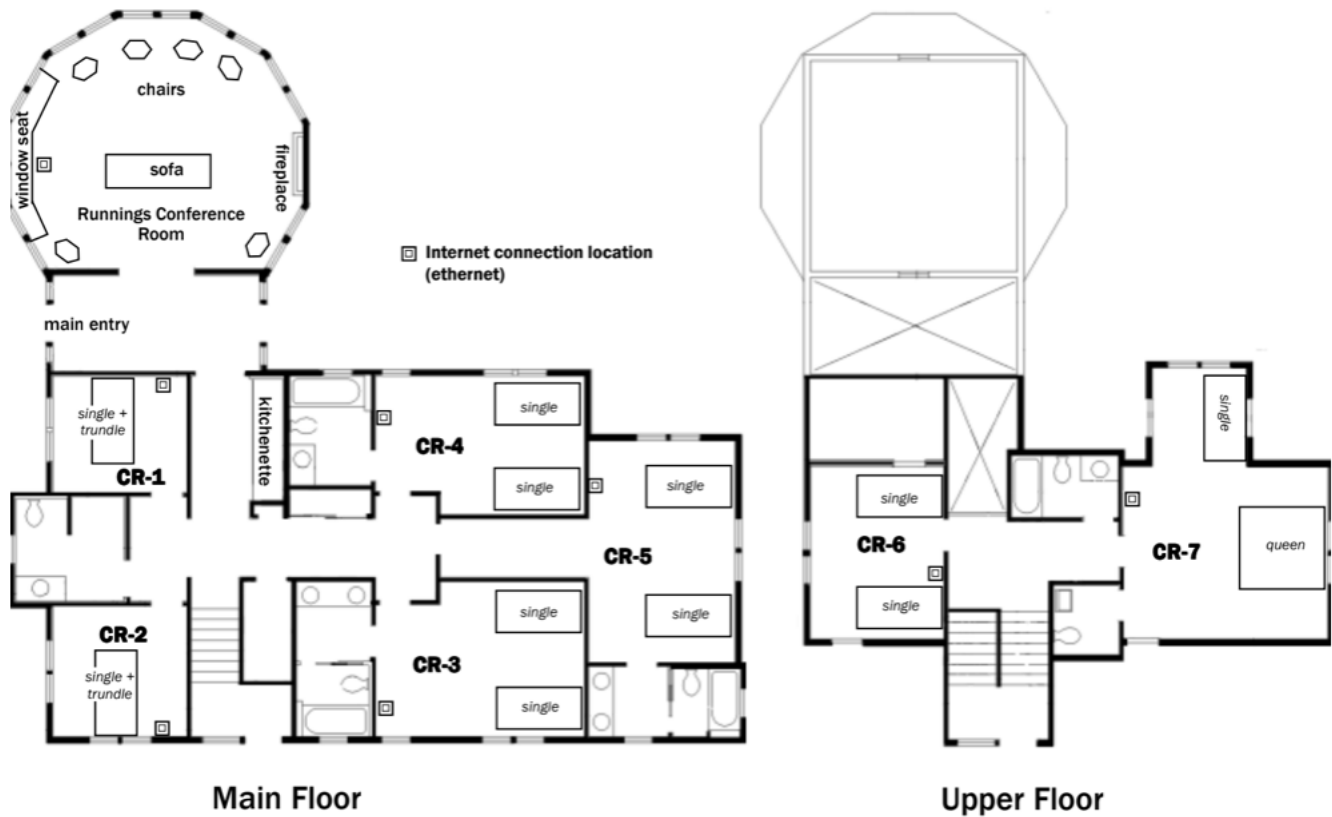 chairs
window seat
sofa
fireplace
Runnings Conference
Room
Internet connection location
(ethernet)
main entry
single +
trundle
CR-1
kitchenette
CR-4
single
single
single
CR-5
single
CR-2
single +
trundle
CR-3
single
single
single
single
CR-6
single
CR-7
queen
Main Floor
Upper Floor